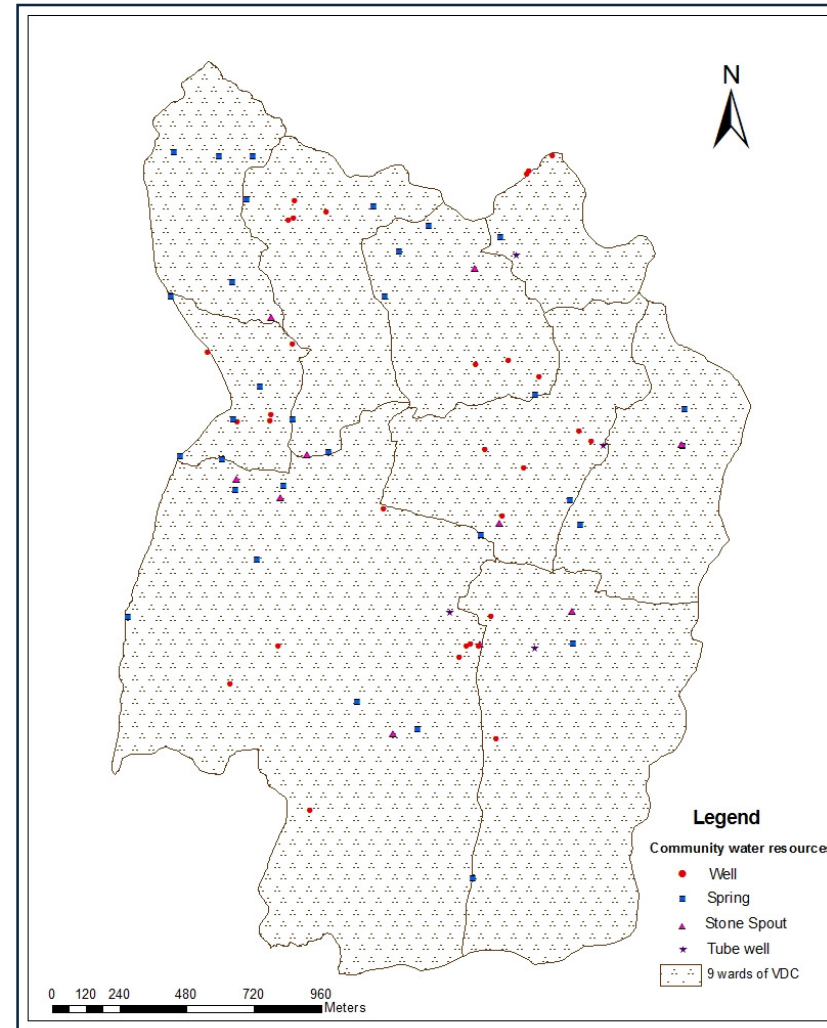 N
Legend
Community water resources
Well
Spring
Stone Spout
Tube well
9 wards of VDC
0 120 240 480 720 960
Meters